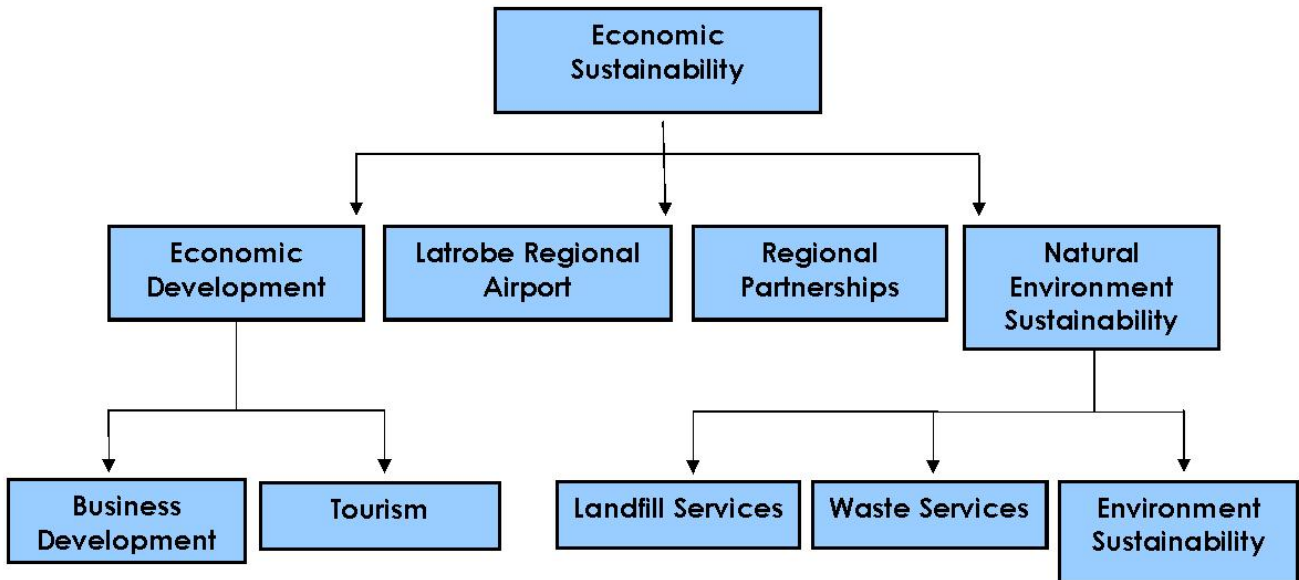 Economic
Sustainability
Economic
Development
Latrobe Regional
Airport
Regional
Partnerships
Natural
Environment
Sustainability
Business
Development
Tourism
Landfill Services
Waste Services
Environment
Sustainability